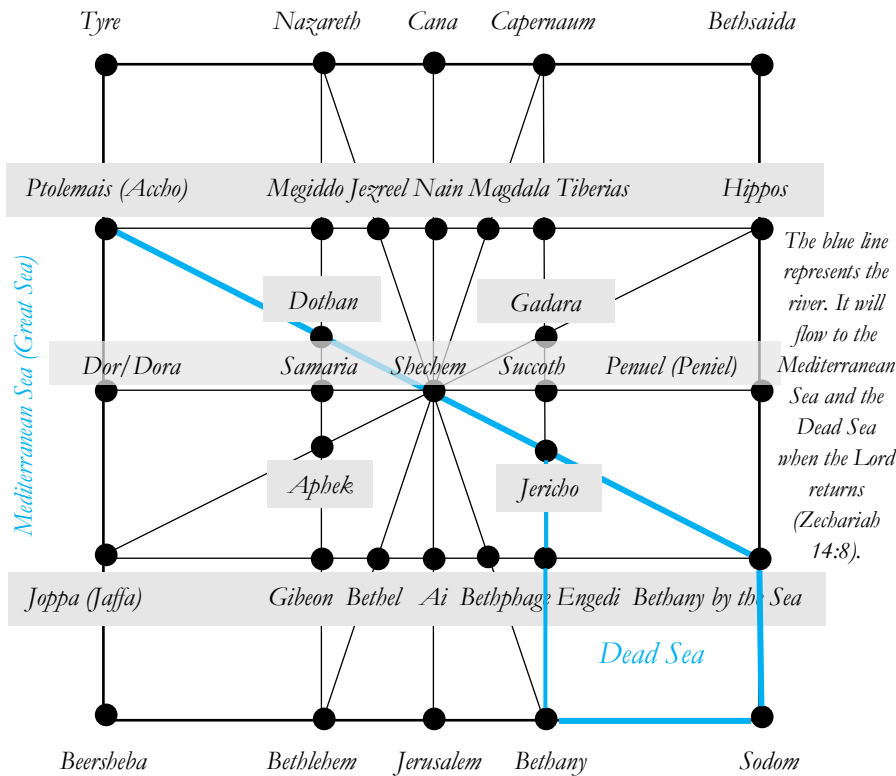 Tyre Nazareth Cana Capernaum Bethsaida
Ptolemais (Accho) Megiddo Jezreel Nain Magdala Tiberias Hippos
Mediterranean Sea (Great Sea)
The blue line
represents the
river. It will
flow to the
Mediterranean
Sea and the
Dead Sea
when the Lord
returns
(Zechariah
14:8).
Dothan Gadara
Dor/Dora Samaria Shechem Succoth Penuel (Peniel)
Aphek Jericho
Joppa (Jaffa) Gibeon Bethel Ai Bethphage Engedi Bethany by the Sea
Dead Sea
Beersheba Bethlehem Jerusalem Bethany Sodom